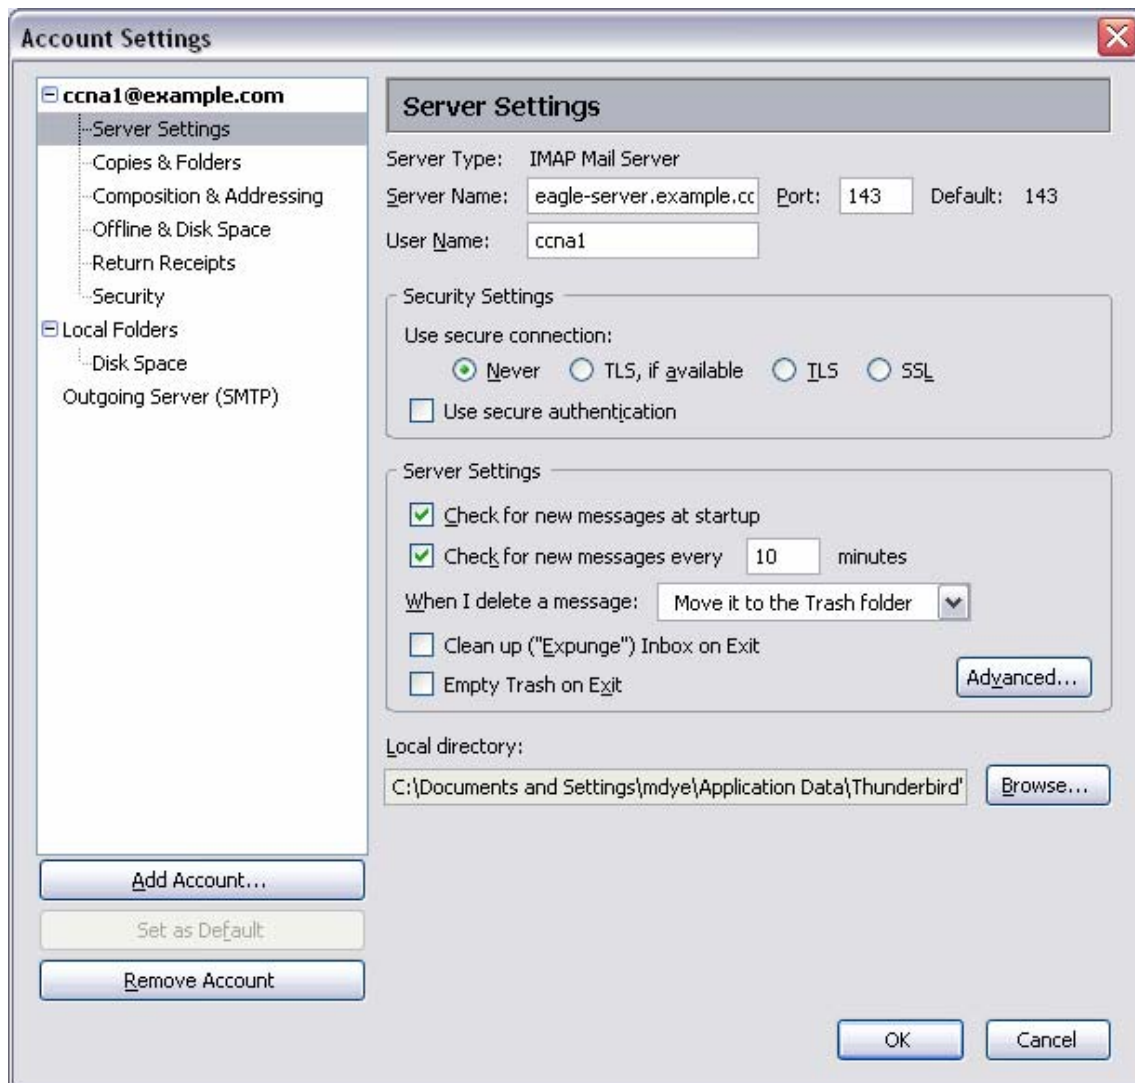 Account Settings
ccna1@example.com
Server Settings
Copies & Folders
Composition & Addressing
Offline & Disk Space
Return Receipts
Security
Local Folders
Disk Space
Outgoing Server (SMTP)
Add Account...
Set as Default
Remove Account
Server Settings
Server Type: IMAP Mail Server
Server Name: eagle-server.example.cc Port: 143 Default: 143
User Name: ccna1
Security Settings
Use secure connection:
Never TLS, if available TLS SSL
Use secure authentication
Server Settings
Check for new messages at startup
Check for new messages every 10 minutes
When I delete a message: Move it to the Trash folder
Clean up ("Expunge") Inbox on Exit
Empty Trash on Exit
Advanced...
Local directory:
C:\Documents and Settings\mdye\Application Data\Thunderbird' Browse...
OK Cancel